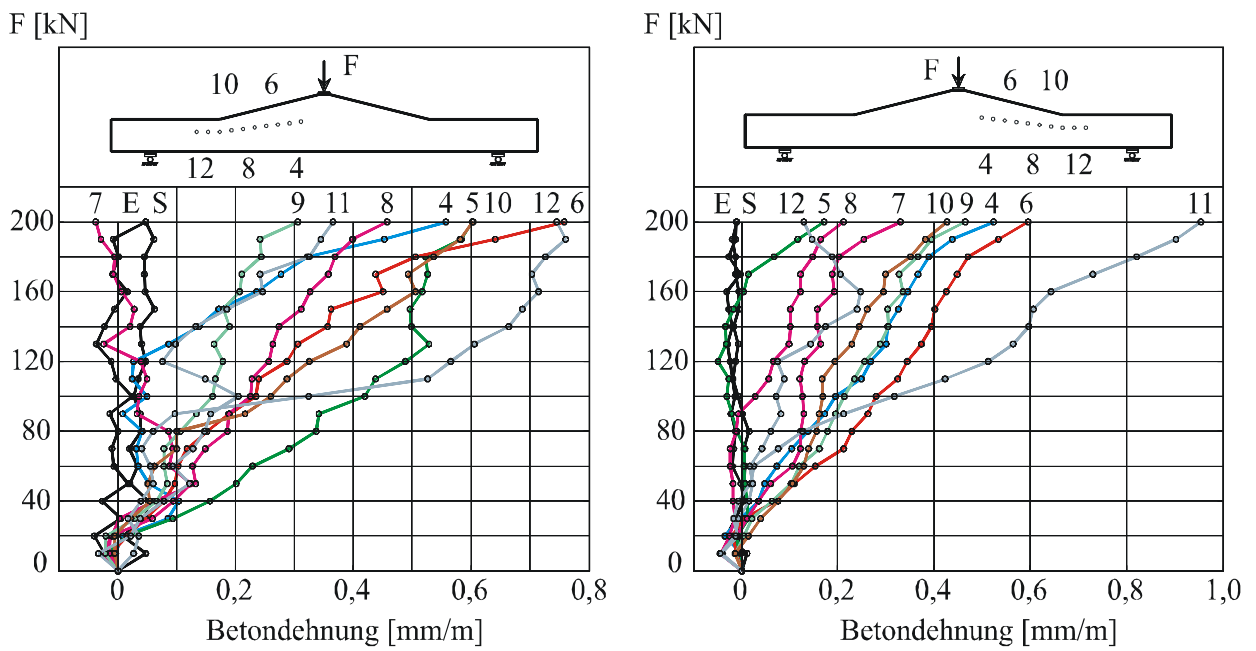 F [kN]
F
10 6
12 8 4
7 E S 9 11 8 4 5 10 12 6
200
160
120
80
40
0
0 0,2 0,4 0,6 0,8
Betondehnung [mm/m]
F [kN]
F 6 10
4 8 12
E S 12 5 8 7 10 9 4 6 11
200
160
120
80
40
0
0 0,2 0,4 0,6 0,8 1,0
Betondehnung [mm/m]